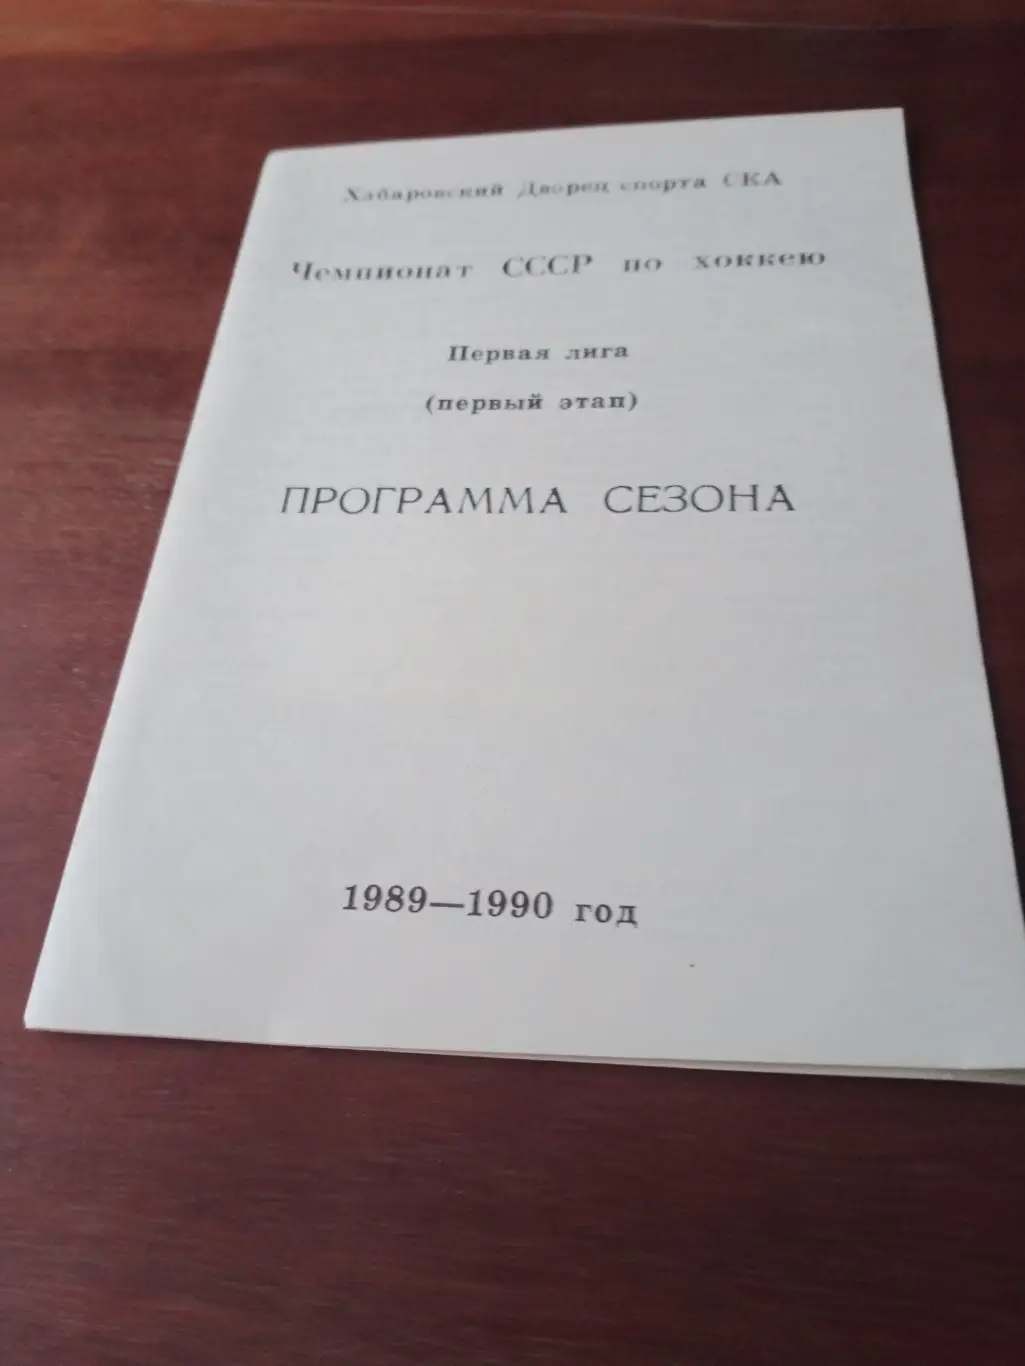 Хабаровский Дворец спорта СКА
Чемпионат СССР по хоккею
Первая лига
(первый этап)
ПРОГРАММА СЕЗОНА
1989—1990 год